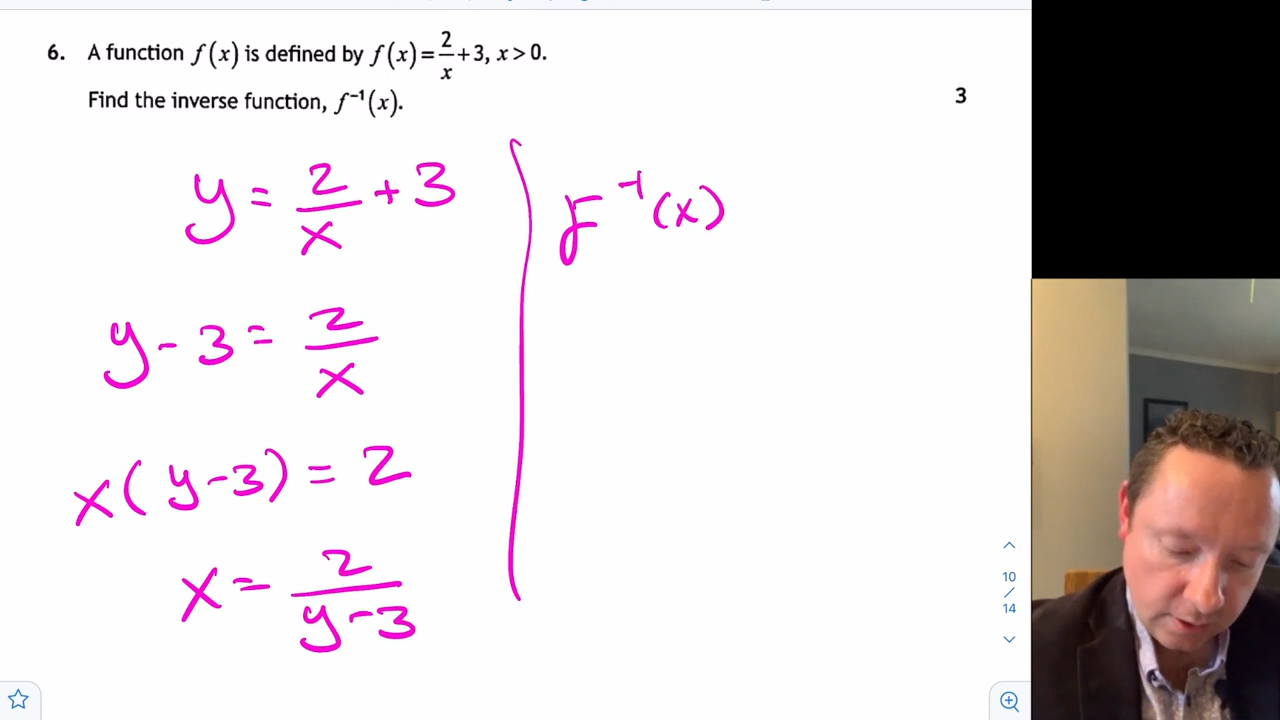 6. A function f(x) is defined by f(x)=2/x+3, x>0.
Find the inverse function, f⁻¹(x).
3
y = 2/x + 3
y - 3 = 2/x
x(y-3) = 2
x = 2/(y-3)
f⁻¹(x)
10
/
14